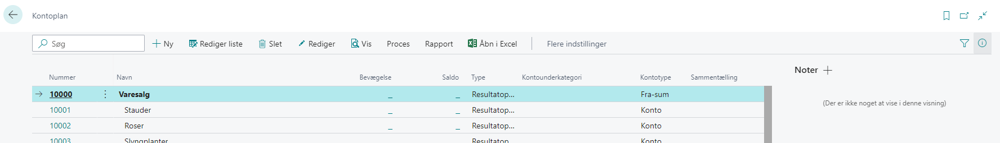 Kontoplan
Søg
Ny Rediger liste Slet Rediger Vis Proces Rapport Åbn i Excel Flere indstillinger
Nummer Navn Bevægelse Saldo Type Kontounderkategori Kontotype Sammentælling
Noter
10000 Varesalg _ _ Resultatop... Fra-sum
(Der er ikke noget at vise i denne visning)
10001 Stauder _ _ Resultatop... Konto
10002 Roser _ _ Resultatop... Konto
10003 Slyngplanter Resultatop... Konto